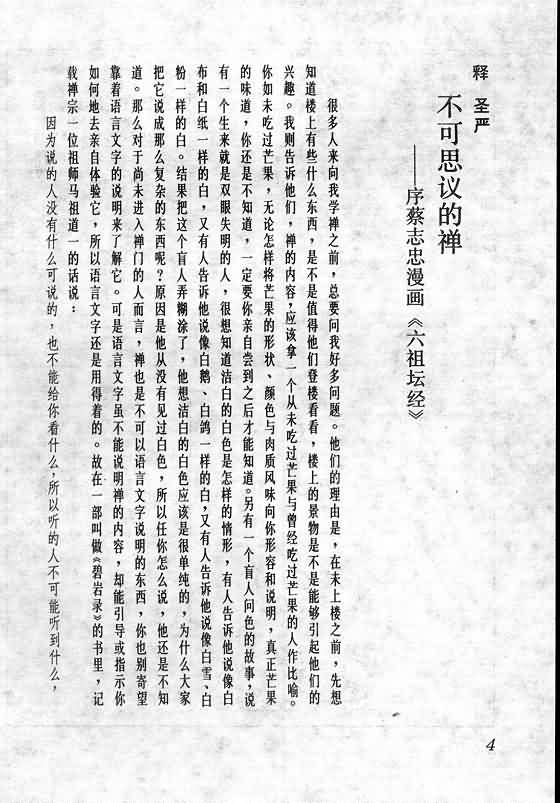 释 圣严
不可思议的禅
——序蔡志忠漫画《六祖坛经》
很多人来向我学禅之前，总要问我好多问题。他们的理由是，在未上楼之前，先想
知道楼上有些什么东西，是不是值得他们登楼看看，楼上的景物是不是能够引起他们的
兴趣。我则告诉他们，禅的内容，应该拿一个从未吃过芒果与曾经吃过芒果的人作比喻。
你如未吃过芒果，无论怎样将芒果的形状、颜色与肉质风味向你形容和说明，真正芒果
的味道，你还是不知道，一定要你亲自尝到之后才能知道。另有一个盲人问色的故事，说
有一个生来就是双眼失明的人，很想知道洁白的白色是怎样的情形，有人告诉他说像白
布和白纸一样的白，又有人告诉他说像白鹅、白鸽一样的白，又有人告诉他说像白雪、白
粉一样的白。结果把这个盲人弄糊涂了，他想洁白的白色应该是很单纯的，为什么大家
把它说成那么复杂的东西呢？原因是他从没有见过白色，所以任你怎么说，他还是不知
道。那么对于尚未进入禅门的人而言，禅也是不可以语言文字说明的东西，你也别寄望
靠着语言文字的说明来了解它。可是语言文字虽不能说明禅的内容，却能引导或指示你
如何地去亲自体验它，所以语言文字还是用得着的。故在一部叫做《碧岩录》的书里，记
载禅宗一位祖师马祖道一的话说：
因为说的人没有什么可说的，也不能给你看什么，所以听的人不可能听到什么，
4